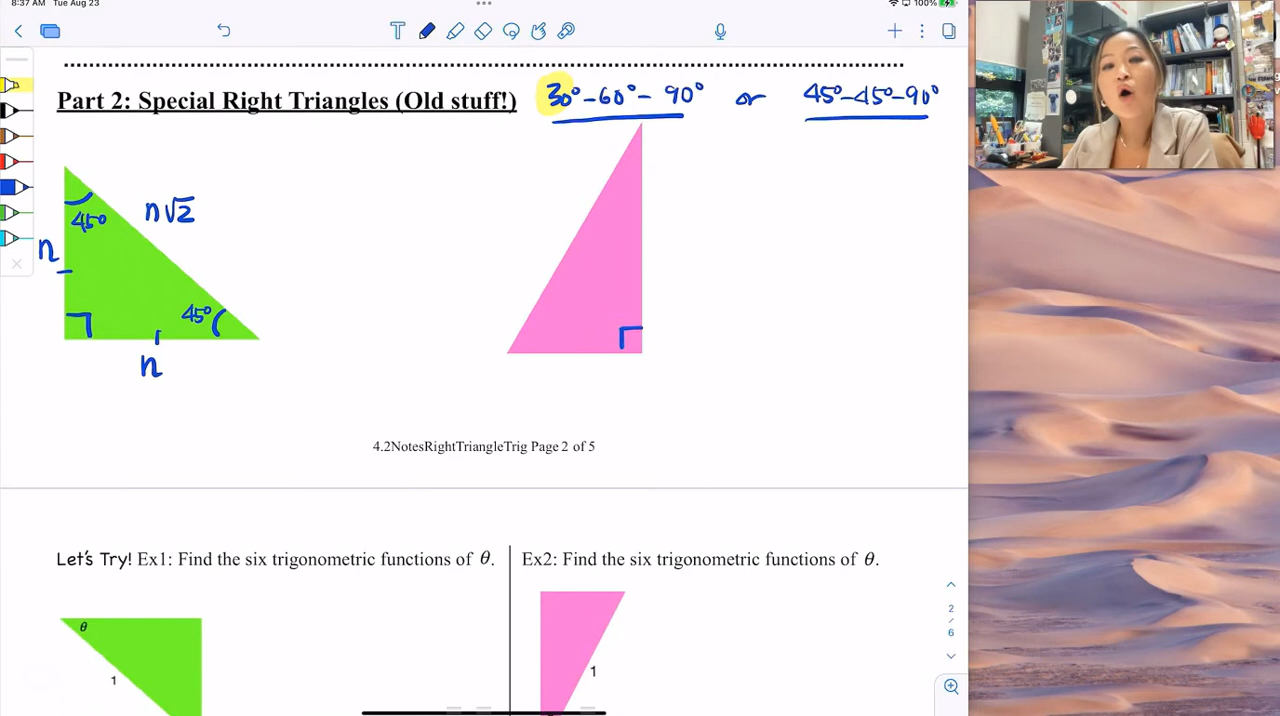 8:37 AM Tue Aug 23
100%
Part 2: Special Right Triangles (Old stuff!) 30°-60°-90° or 45°-45°-90°
45°
n√2
n
45°
n
4.2NotesRightTriangleTrig Page 2 of 5
Let's Try! Ex1: Find the six trigonometric functions of θ.
Ex2: Find the six trigonometric functions of θ.
θ
1
1
2
/
6